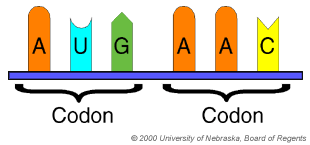 A U G A A C
Codon Codon
© 2000 University of Nebraska, Board of Regents